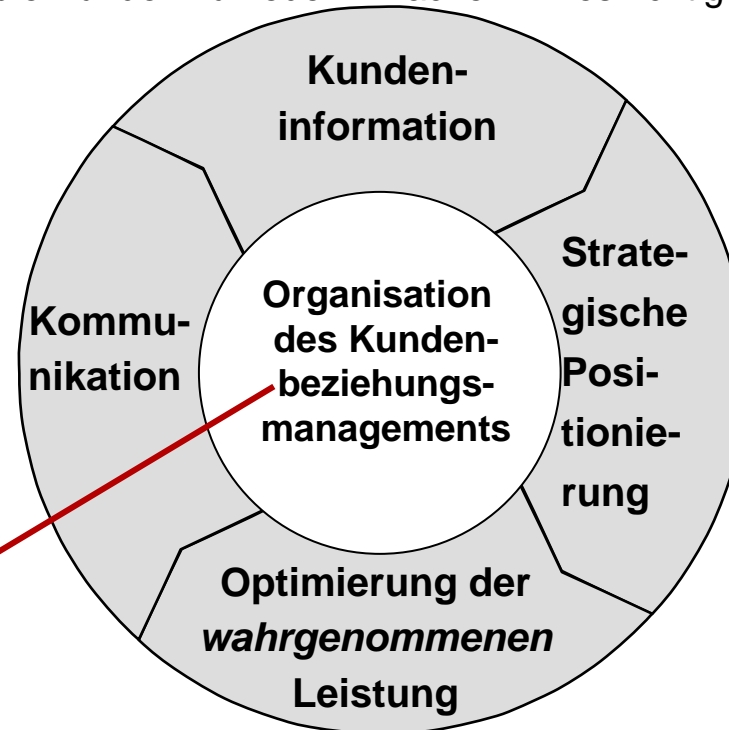 Kunden-
information
Strate-
gische
Posi-
tionie-
rung
Optimierung der
wahrgenommenen
Leistung
Kommu-
nikation
Organisation
des Kunden-
beziehungs-
managements